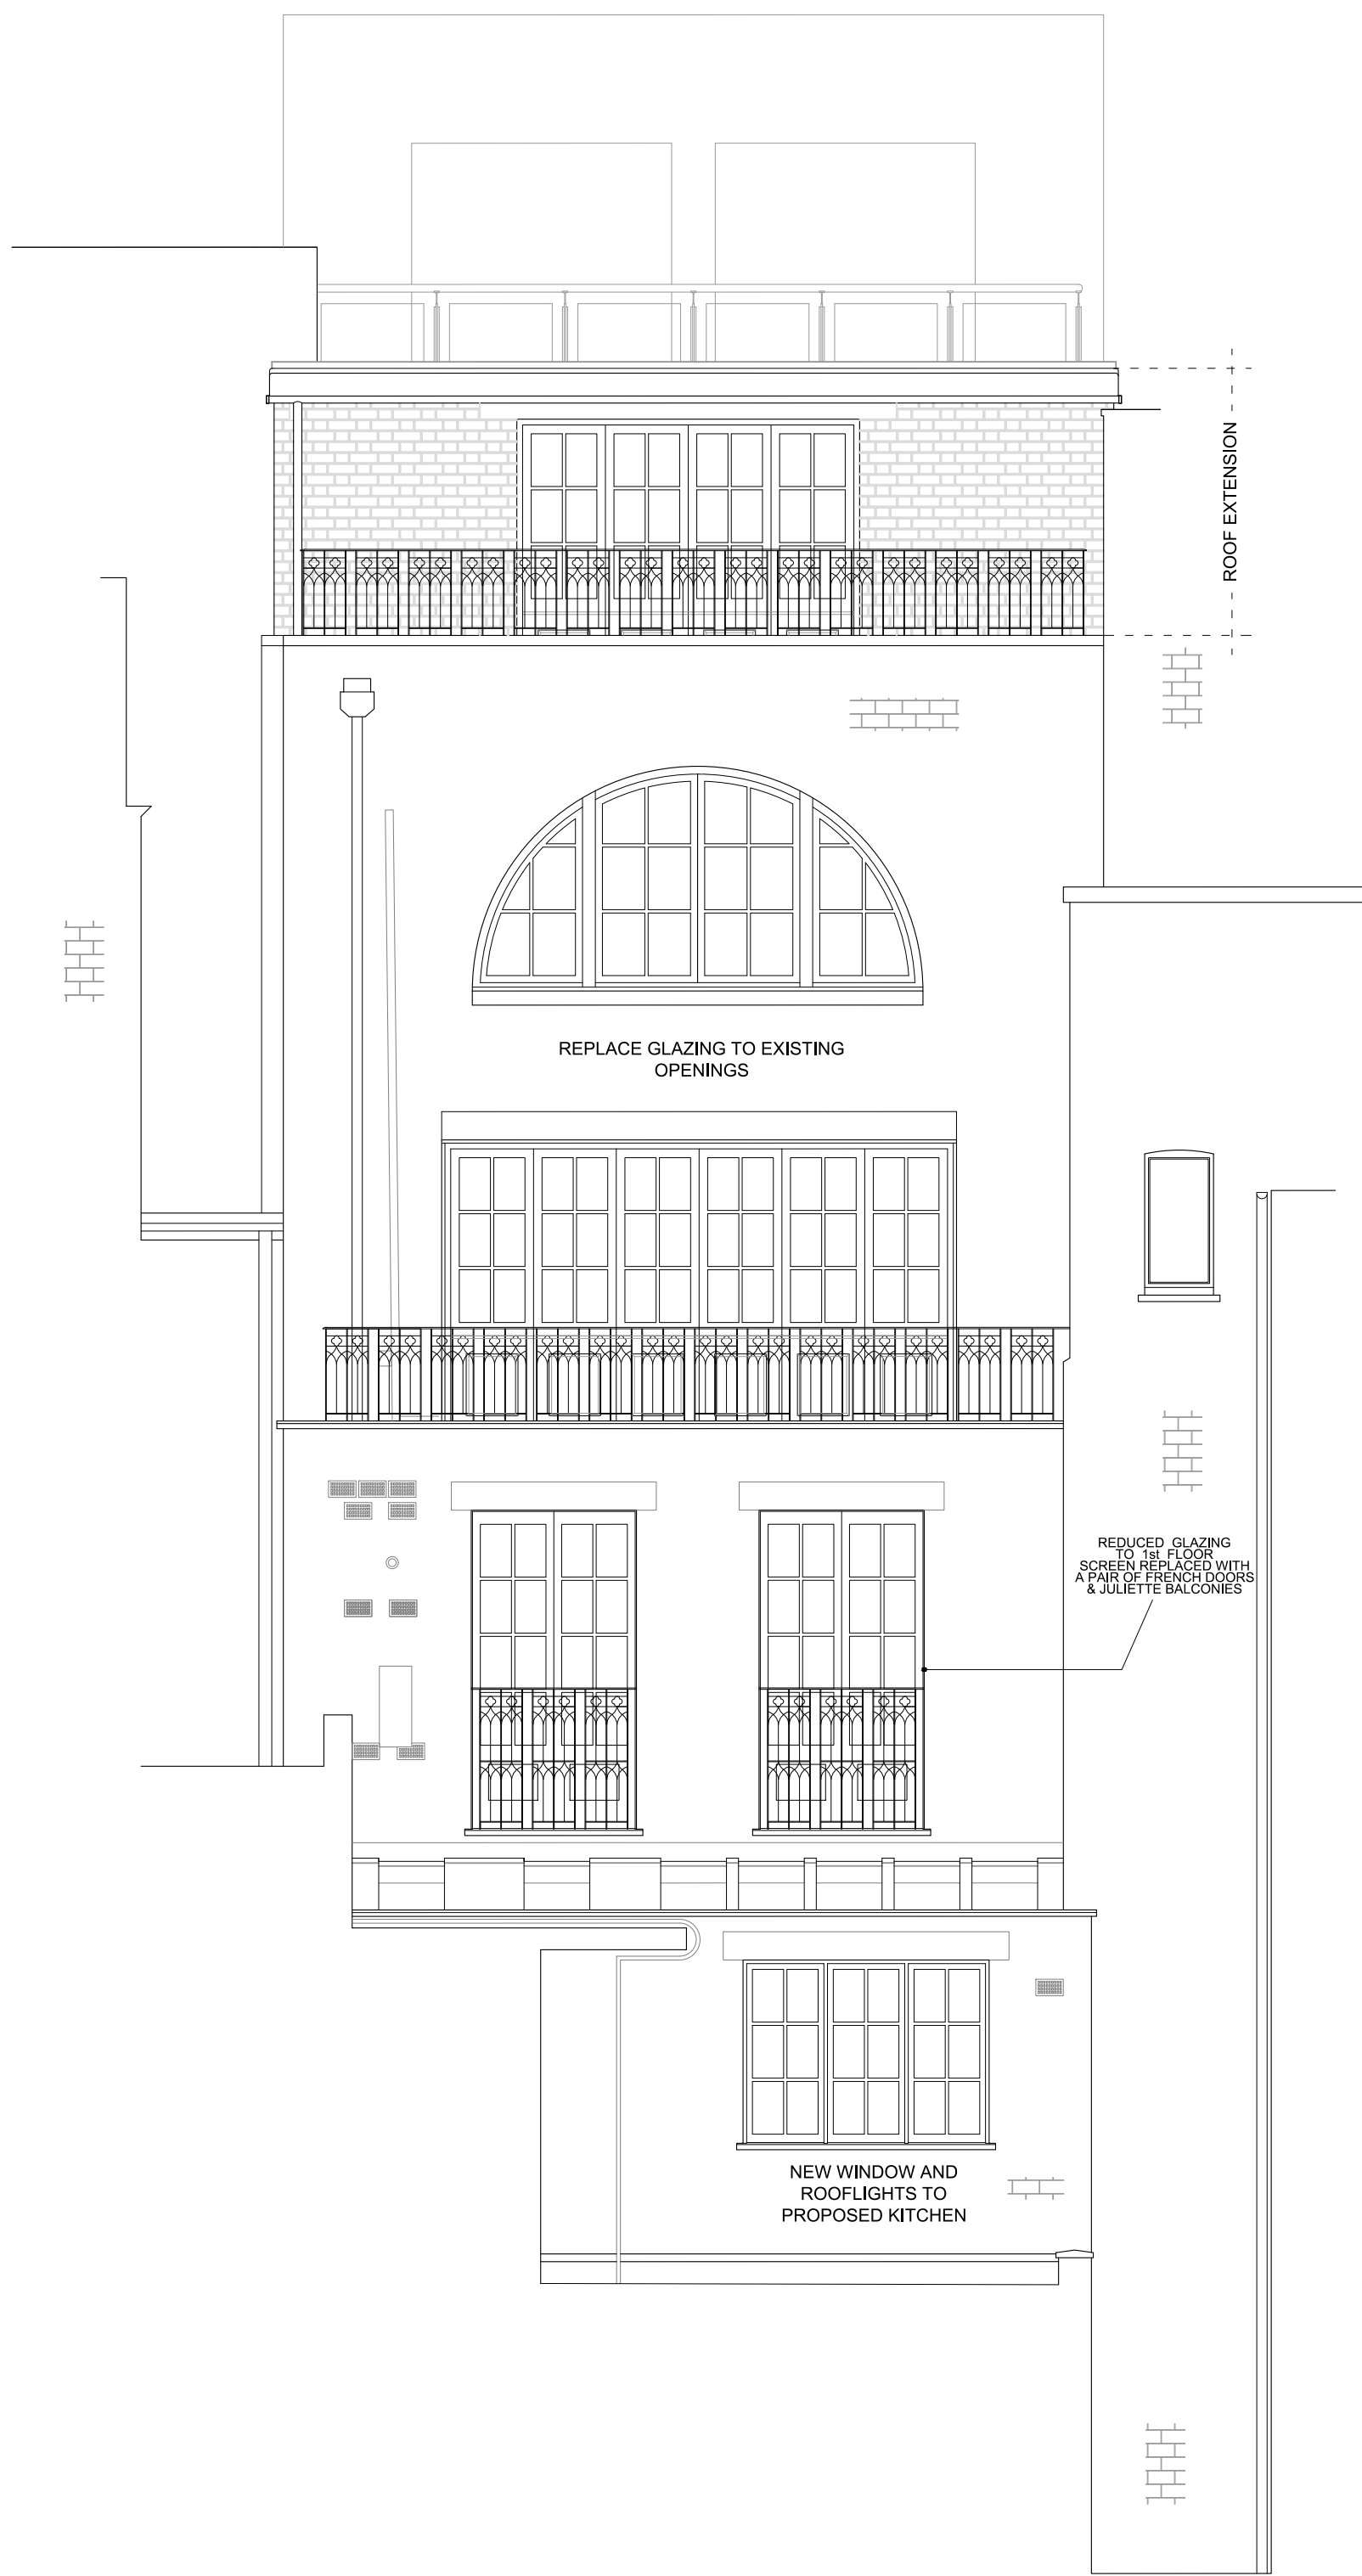 ROOF EXTENSION
REPLACE GLAZING TO EXISTING
OPENINGS
REDUCED GLAZING
TO 1st FLOOR
SCREEN REPLACED WITH
A PAIR OF FRENCH DOORS
& JULIETTE BALCONIES
NEW WINDOW AND
ROOFLIGHTS TO
PROPOSED KITCHEN